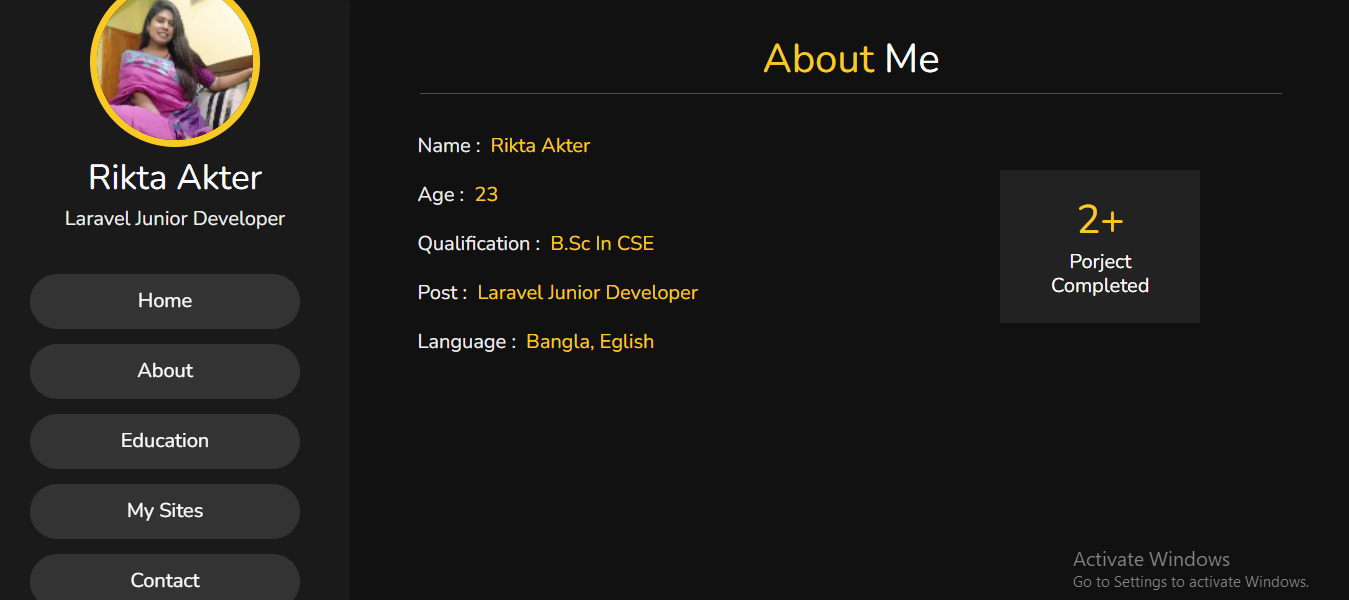 Rikta Akter
Laravel Junior Developer
Home
About
Education
My Sites
Contact
About Me
Name : Rikta Akter
Age : 23
Qualification : B.Sc In CSE
Post : Laravel Junior Developer
Language : Bangla, Eglish
2+
Porject
Completed
Activate Windows
Go to Settings to activate Windows.